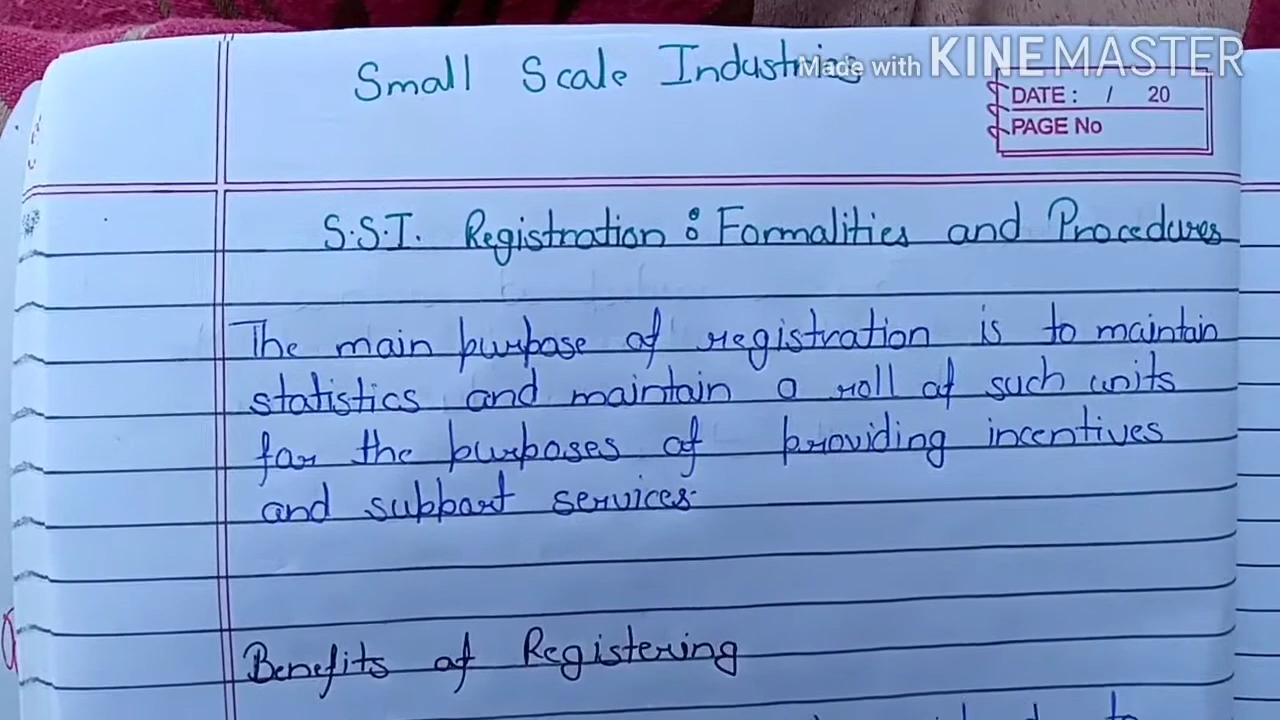 Small Scale Industries
Made with KINEMASTER
DATE : / 20
PAGE No
S.S.I. Registration : Formalities and Procedures
The main purpose of registration is to maintain
statistics and maintain a roll of such units
for the purposes of providing incentives
and support services.
Benefits of Registering
to